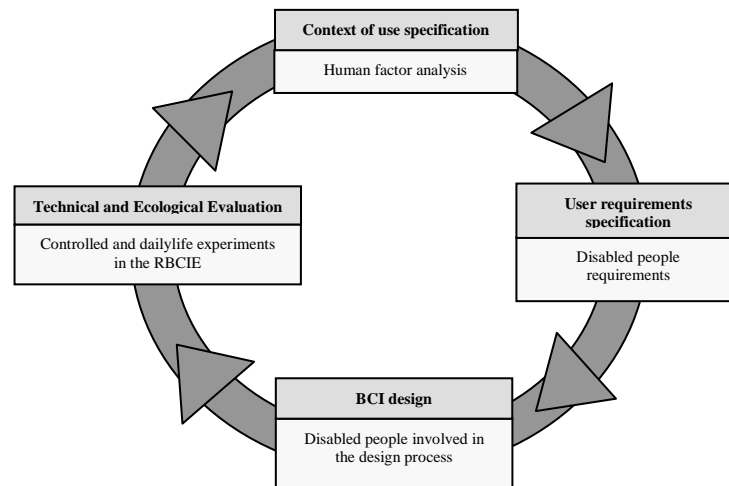 Context of use specification
Human factor analysis
User requirements
specification
Disabled people
requirements
BCI design
Disabled people involved in
the design process
Technical and Ecological Evaluation
Controlled and dailylife experiments
in the RBCIE